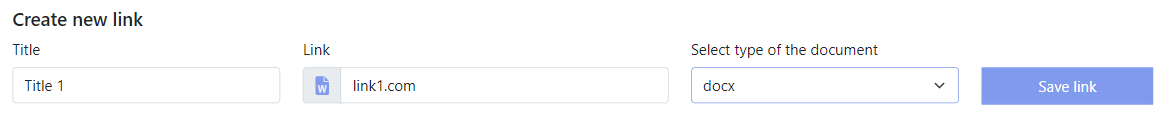 Create new link
Title
Link
Select type of the document
Title 1
W
link1.com
docx
Save link